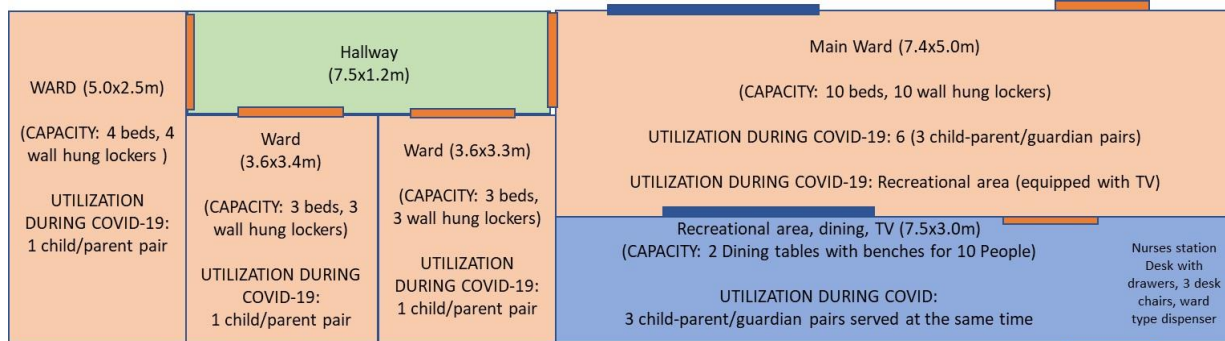 WARD (5.0x2.5m)
(CAPACITY: 4 beds, 4
wall hung lockers )
UTILIZATION
DURING COVID-19:
1 child/parent pair
Hallway
(7.5x1.2m)
Ward
(3.6x3.4m)
(CAPACITY: 3 beds, 3
wall hung lockers)
UTILIZATION DURING
COVID-19:
1 child/parent pair
Ward (3.6x3.3m)
(CAPACITY: 3 beds,
3 wall hung lockers)
UTILIZATION
DURING COVID-19:
1 child/parent pair
Main Ward (7.4x5.0m)
(CAPACITY: 10 beds, 10 wall hung lockers)
UTILIZATION DURING COVID-19: 6 (3 child-parent/guardian pairs)
UTILIZATION DURING COVID-19: Recreational area (equipped with TV)
Recreational area, dining, TV (7.5x3.0m)
(CAPACITY: 2 Dining tables with benches for 10 People)
UTILIZATION DURING COVID:
3 child-parent/guardian pairs served at the same time
Nurses station
Desk with
drawers, 3 desk
chairs, ward
type dispenser